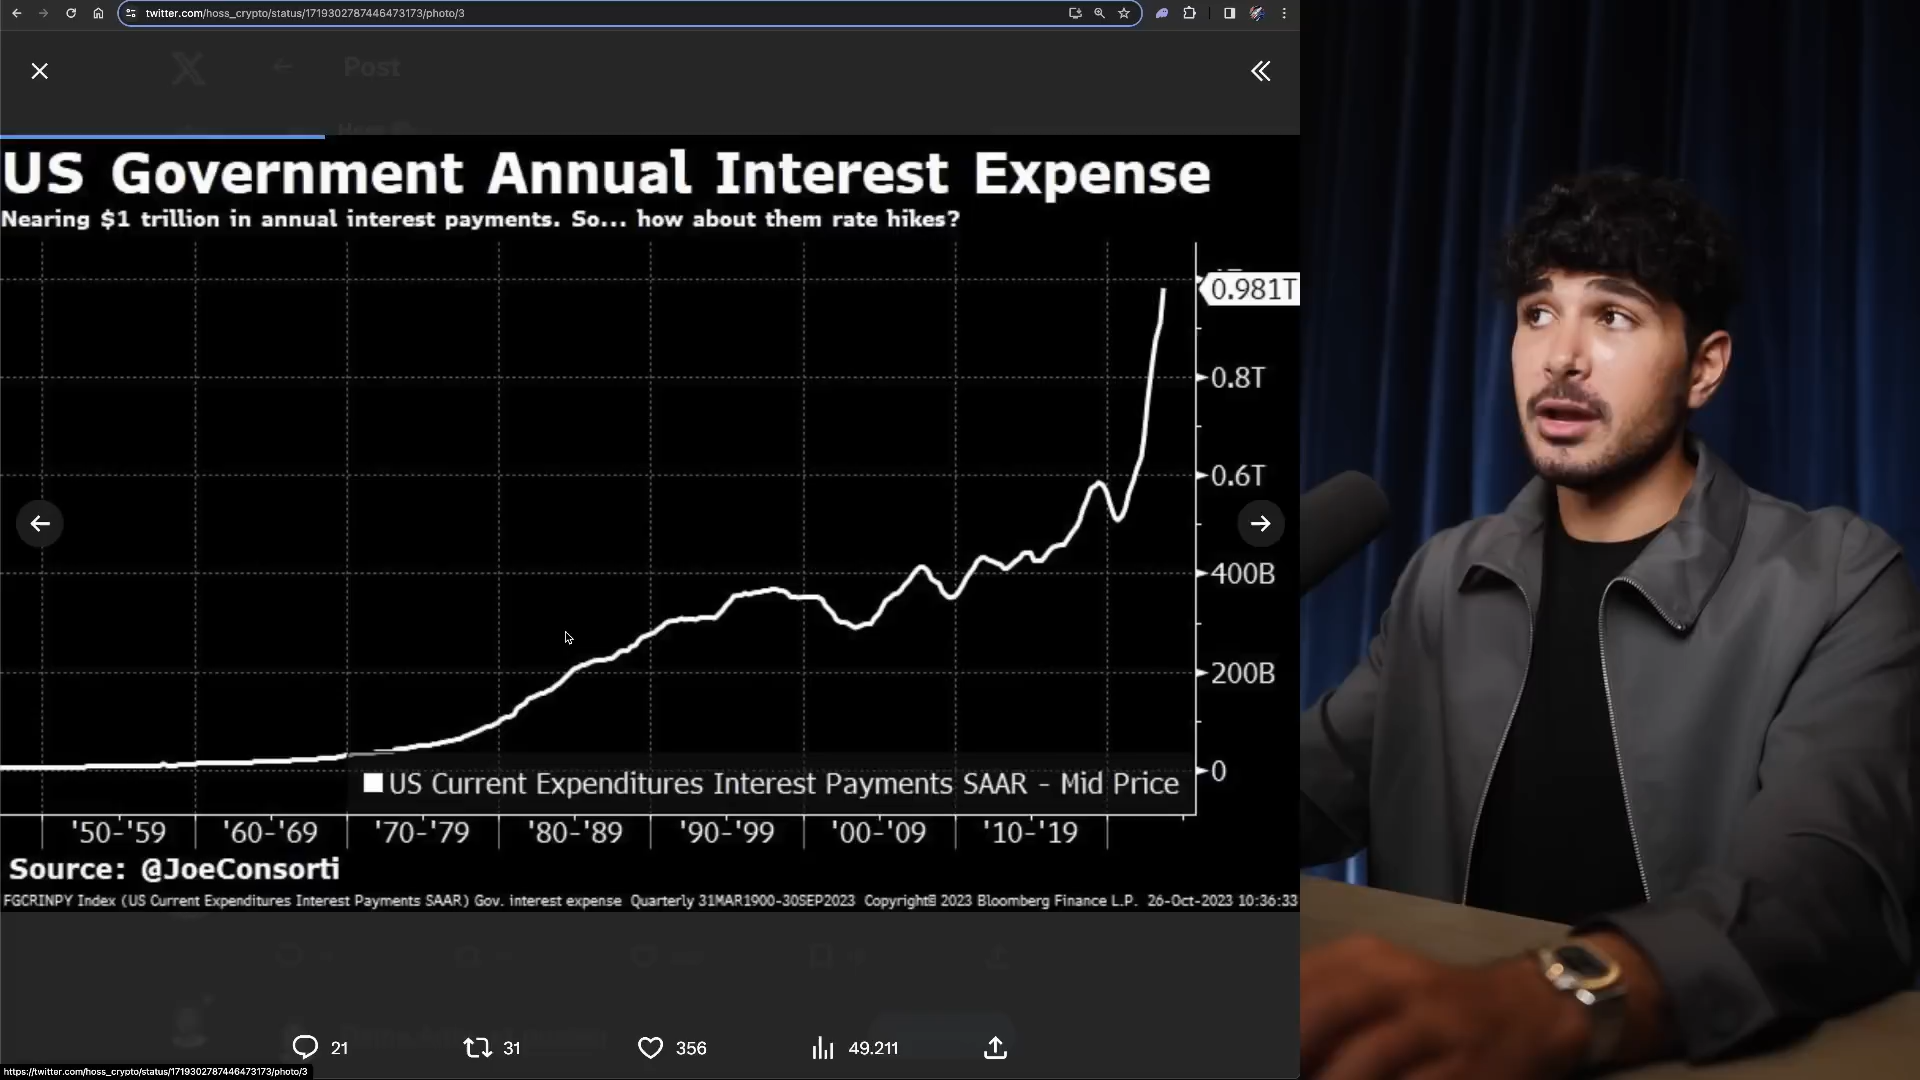 twitter.com/hoss_crypto/status/1719302787446473173/photo/3
Post
US Government Annual Interest Expense
Nearing $1 trillion in annual interest payments. So... how about them rate hikes?
0.981T
0.8T
0.6T
400B
200B
0
US Current Expenditures Interest Payments SAAR - Mid Price
'50-'59 '60-'69 '70-'79 '80-'89 '90-'99 '00-'09 '10-'19
Source: @JoeConsorti
FGCRINPY Index (US Current Expenditures Interest Payments SAAR) Gov. interest expense Quarterly 31MAR1900-30SEP2023 Copyright© 2023 Bloomberg Finance L.P. 26-Oct-2023 10:36:33
21 31 356 49.211
https://twitter.com/hoss_crypto/status/1719302787446473173/photo/3